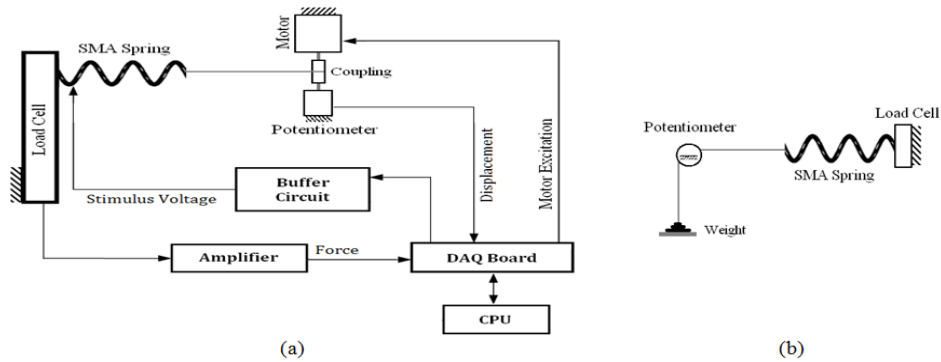 Motor
SMA Spring
Coupling
Load Cell
Potentiometer
Displacement
Motor Excitation
Stimulus Voltage
Buffer
Circuit
Amplifier
Force
DAQ Board
CPU
(a)
Load Cell
Potentiometer
SMA Spring
Weight
(b)